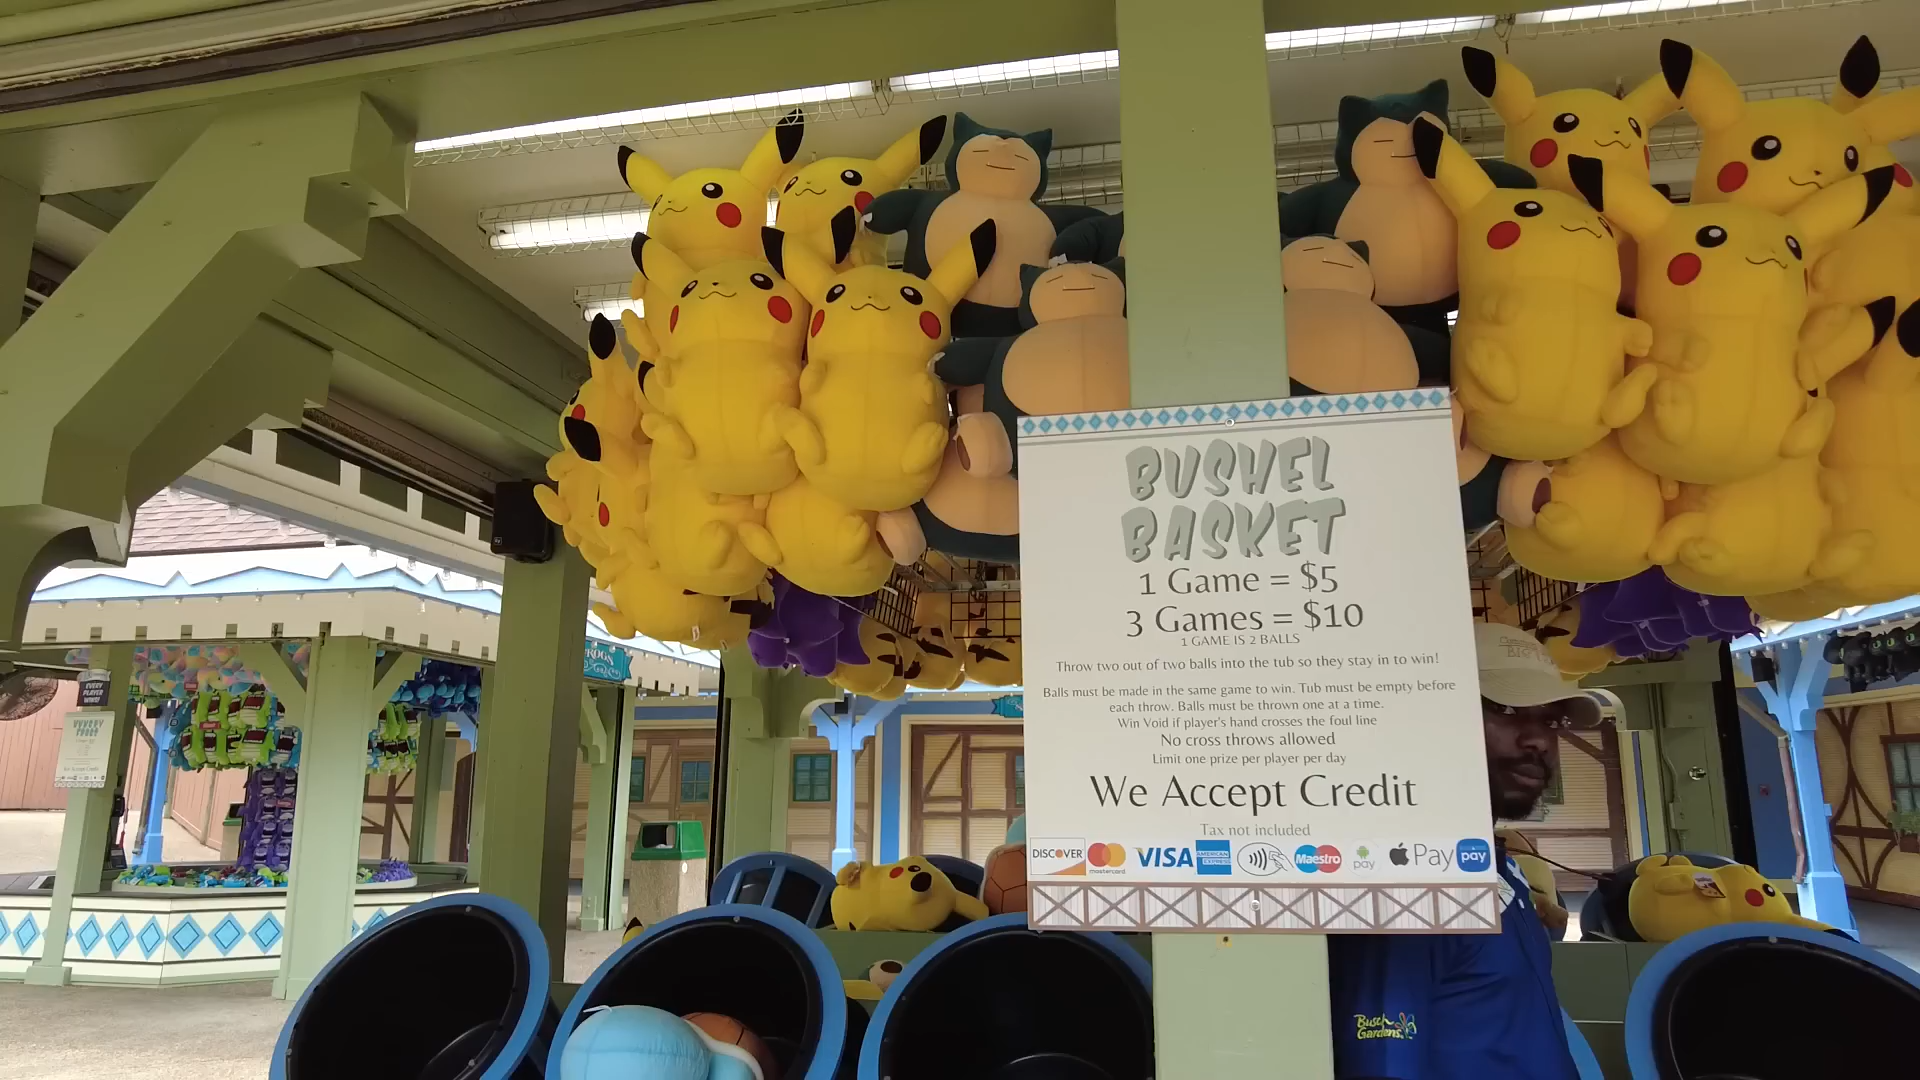 BUSHEL
BASKET
1 Game = $5
3 Games = $10
1 GAME IS 2 BALLS
Throw two out of two balls into the tub so they stay in to win!
Balls must be made in the same game to win. Tub must be empty before
each throw. Balls must be thrown one at a time.
Win Void if player's hand crosses the foul line
No cross throws allowed
Limit one prize per player per day
We Accept Credit
Tax not included
DISCOVER
mastercard
VISA
AMERICAN EXPRESS
Maestro
pay
Pay
pay
Busch
Gardens
FROGS
EVERY
PLAYER
WINS!